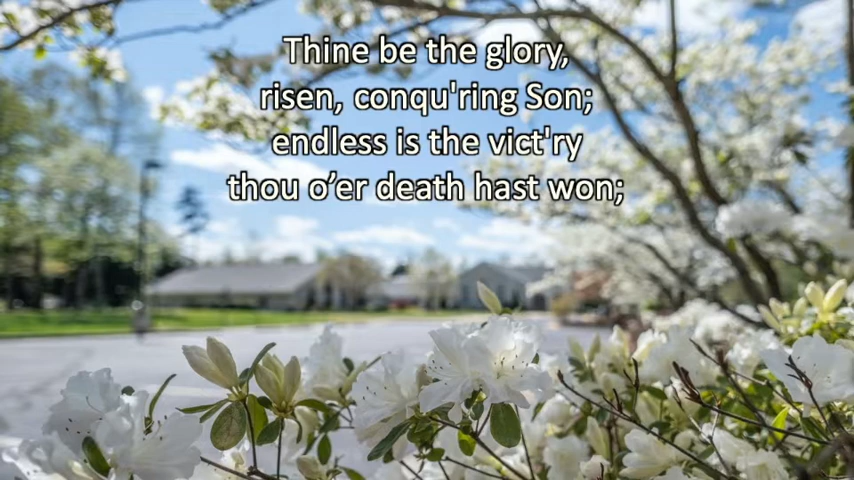 Thine be the glory,
risen, conqu'ring Son;
endless is the vict'ry
thou o’er death hast won;